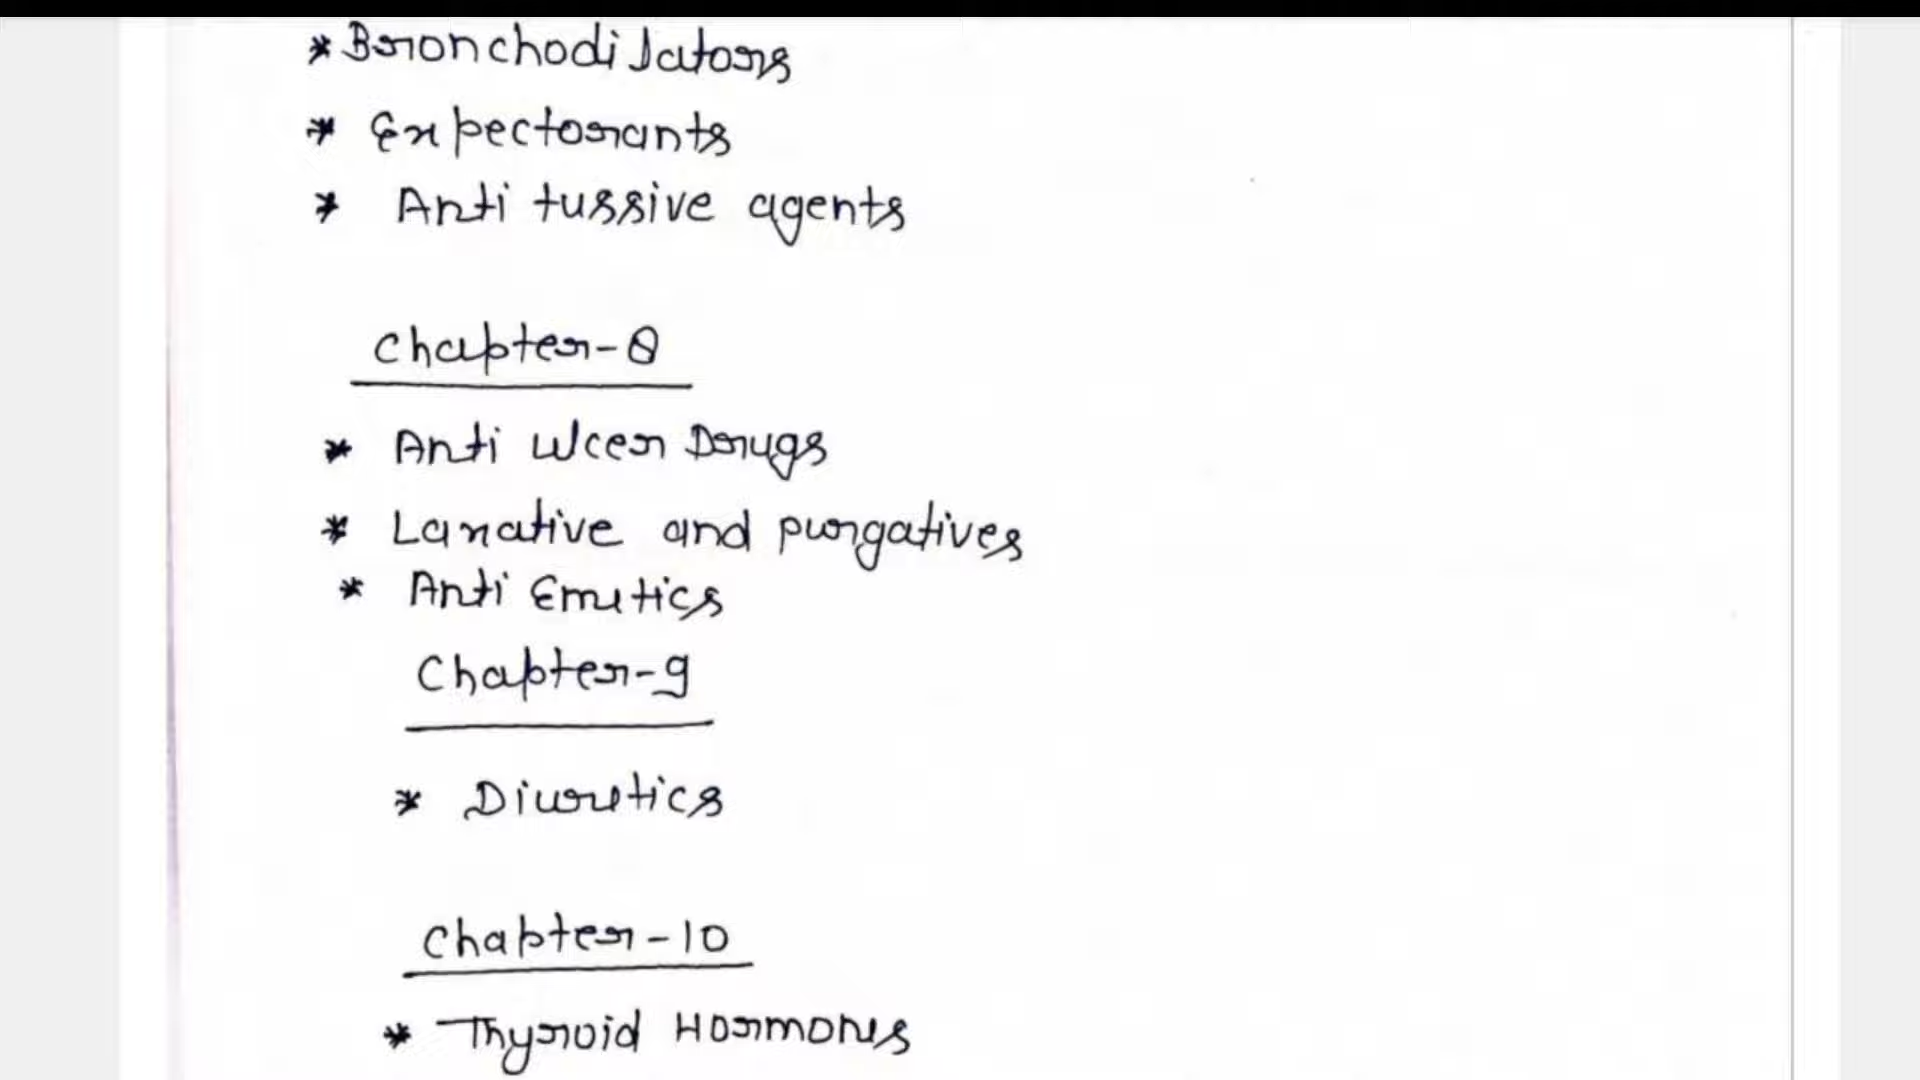 * Bronchodilators
* Expectorants
* Anti tussive agents
Chapter-8
* Anti ulcer Drugs
* Laxative and purgatives
* Anti Emetics
Chapter-9
* Diuretics
Chapter-10
* Thyroid Hormones